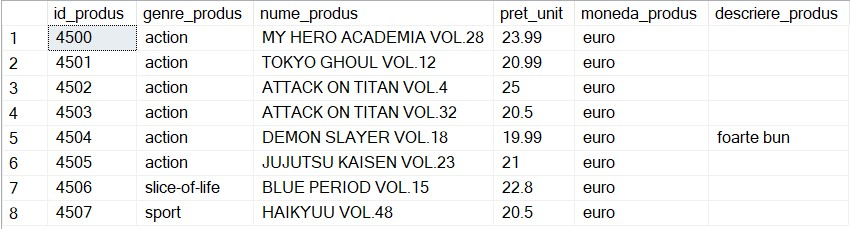 id_produs genre_produs nume_produs pret_unit moneda_produs descriere_produs
1 4500 action MY HERO ACADEMIA VOL.28 23.99 euro
2 4501 action TOKYO GHOUL VOL.12 20.99 euro
3 4502 action ATTACK ON TITAN VOL.4 25 euro
4 4503 action ATTACK ON TITAN VOL.32 20.5 euro
5 4504 action DEMON SLAYER VOL.18 19.99 euro foarte bun
6 4505 action JUJUTSU KAISEN VOL.23 21 euro
7 4506 slice-of-life BLUE PERIOD VOL.15 22.8 euro
8 4507 sport HAIKYUU VOL.48 20.5 euro